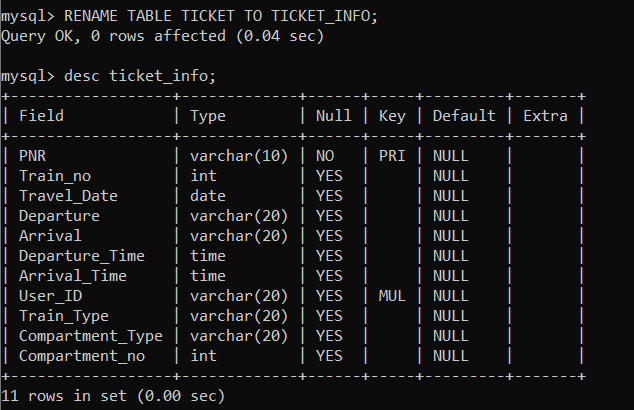 mysql> RENAME TABLE TICKET TO TICKET_INFO;
Query OK, 0 rows affected (0.04 sec)

mysql> desc ticket_info;
+------------------+-------------+------+-----+---------+-------+
| Field            | Type        | Null | Key | Default | Extra |
+------------------+-------------+------+-----+---------+-------+
| PNR              | varchar(10) | NO   | PRI | NULL    |       |
| Train_no         | int         | YES  |     | NULL    |       |
| Travel_Date      | date        | YES  |     | NULL    |       |
| Departure        | varchar(20) | YES  |     | NULL    |       |
| Arrival          | varchar(20) | YES  |     | NULL    |       |
| Departure_Time   | time        | YES  |     | NULL    |       |
| Arrival_Time     | time        | YES  |     | NULL    |       |
| User_ID          | varchar(20) | YES  | MUL | NULL    |       |
| Train_Type       | varchar(20) | YES  |     | NULL    |       |
| Compartment_Type | varchar(20) | YES  |     | NULL    |       |
| Compartment_no   | int         | YES  |     | NULL    |       |
+------------------+-------------+------+-----+---------+-------+
11 rows in set (0.00 sec)